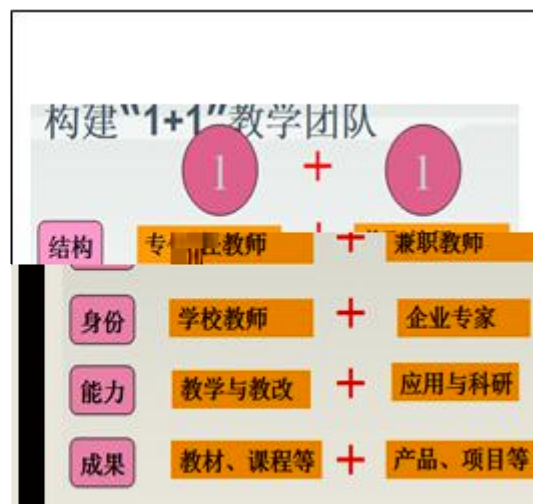 构建“1+1”教学团队
1 + 1
结构 教师 + 兼职教师
身份 学校教师 + 企业专家
能力 教学与教改 + 应用与科研
成果 教材、课程等 + 产品、项目等